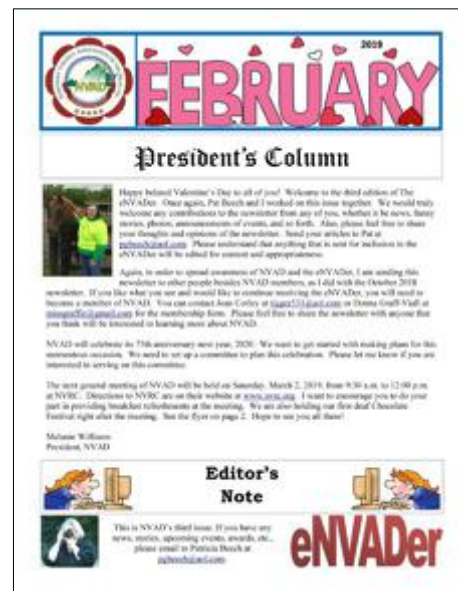 2019
FEBRUARY
NVAD
President's Column
Happy belated Valentine's Day to all of you! Welcome to the third edition of The
eNVADer. Once again, Pat Beech and I worked on this issue together. We would truly
welcome any contributions to the newsletter from any of you, whether it be news, funny
stories, photos, announcements of events, and so forth. Also, please feel free to share
your thoughts and opinions of the newsletter. Send your articles to Pat at
Please understand that anything that is sent for inclusion in the
eNVADer will be edited for content and appropriateness.
Again, in order to spread awareness of NVAD and the eNVADer, I am sending this
newsletter to other people besides NVAD members, as I did with the October 2018
newsletter. If you like what you see and would like to continue receiving the eNVADer, you will need to
become a member of NVAD. You can contact Joan Corley at or Donna Graff-Viall at
for the membership form. Please feel free to share the newsletter with anyone that
you think will be interested in learning more about NVAD.
NVAD will celebrate its 75th anniversary next year, 2020. We want to get started with making plans for this
momentous occasion. We need to set up a committee to plan this celebration. Please let me know if you are
interested in serving on this committee.
The next general meeting of NVAD will be held on Saturday, March 2, 2019, from 9:30 a.m. to 12:00 p.m.
at NVRC. Directions to NVRC are on their website at www.nvrc.org. I want to encourage you to do your
part in providing breakfast refreshments at the meeting. We are also holding our first deaf Chocolate
Festival right after the meeting. See the flyer on page 2. Hope to see you all there!
Melanie Williams
President, NVAD
Editor's
Note
This is NVAD's third issue. If you have any
news, stories, upcoming events, awards, etc.,
please email to Patricia Beech at
eNVADer